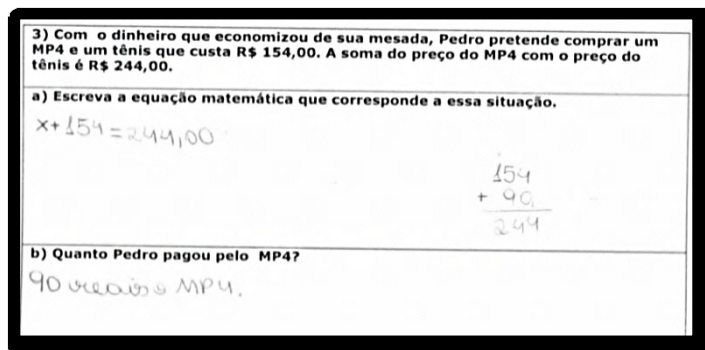 3) Com o dinheiro que economizou de sua mesada, Pedro pretende comprar um
MP4 e um tênis que custa R$ 154,00. A soma do preço do MP4 com o preço do
tênis é R$ 244,00.
a) Escreva a equação matemática que corresponde a essa situação.
x+154=244,00
154
+ 90
244
b) Quanto Pedro pagou pelo MP4?
90 reais o MP4.